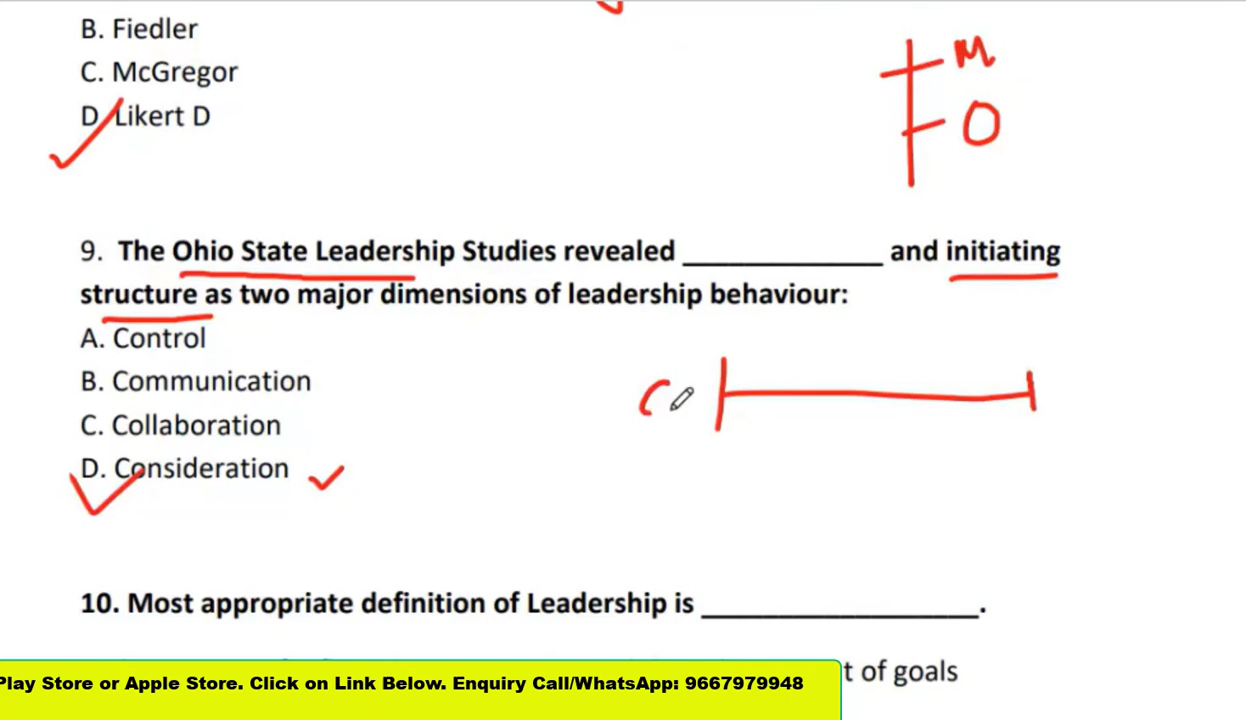 B. Fiedler
C. McGregor
D. Likert D
M
O
9. The Ohio State Leadership Studies revealed ______________ and initiating
structure as two major dimensions of leadership behaviour:
A. Control
B. Communication
C. Collaboration
D. Consideration
C
10. Most appropriate definition of Leadership is ___________________.
t of goals
Play Store or Apple Store. Click on Link Below. Enquiry Call/WhatsApp: 9667979948